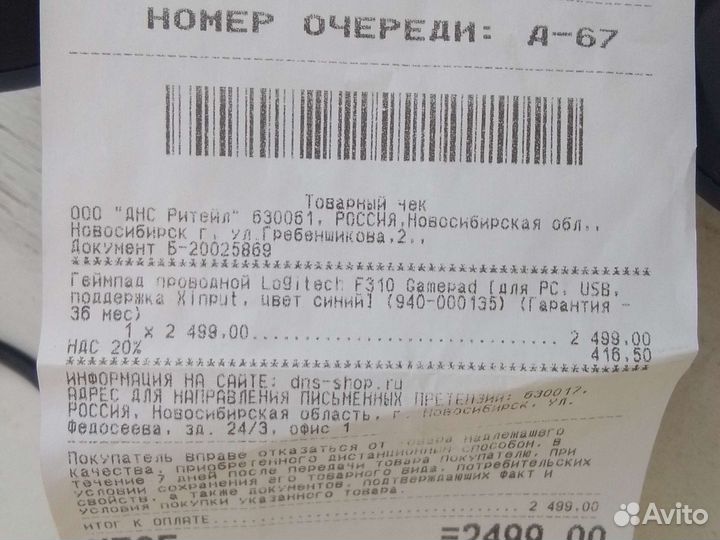 НОМЕР ОЧЕРЕДИ: Д-67
Товарный чек
ООО "ДНС Ритейл" 630061, РОССИЯ,Новосибирская обл.,
Новосибирск г, ул.Гребенщикова,2,,
Документ Б-20025869
Геймпад проводной Logitech F310 Gamepad [для PC, USB,
поддержка Xinput, цвет синий] (940-000135) (Гарантия -
36 мес)
1 x 2 499.00 2 499.00
НДС 20% 416.50
ИНФОРМАЦИЯ НА САЙТЕ: dns-shop.ru
АДРЕС ДЛЯ НАПРАВЛЕНИЯ ПИСЬМЕННЫХ ПРЕТЕНЗИЙ: 630017,
РОССИЯ, Новосибирская область, г. Новосибирск, ул.
Федосеева, зд. 24/3, офис 1
Покупатель вправе отказаться от товара надлежащего
качества, приобретенного дистанционным способом, в
течение 7 дней после передачи товара покупателю, при
условии сохранения его товарного вида, потребительских
свойств, а также документов, подтверждающих факт и
условия покупки указанного товара.
2 499.00
ИТОГ К ОПЛАТЕ
=2499.00
Avito